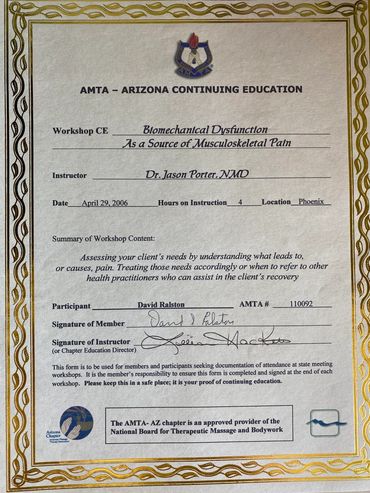 AMTA
AMTA – ARIZONA CONTINUING EDUCATION
Workshop CE Biomechanical Dysfunction
As a Source of Musculoskeletal Pain
Instructor Dr. Jason Porter, NMD
Date April 29, 2006 Hours on Instruction 4 Location Phoenix
Summary of Workshop Content:
Assessing your client's needs by understanding what leads to,
or causes, pain. Treating those needs accordingly or when to refer to other
health practitioners who can assist in the client's recovery
Participant David Ralston AMTA # 110092
Signature of Member David J. Ralston
Signature of Instructor
(or Chapter Education Director)
This form is to be used for members and participants seeking documentation of attendance at state meeting
workshops. It is the member's responsibility to ensure this form is completed and signed at the end of each
workshop. Please keep this in a safe place; it is your proof of continuing education.
Arizona
Chapter
The AMTA- AZ chapter is an approved provider of the
National Board for Therapeutic Massage and Bodywork